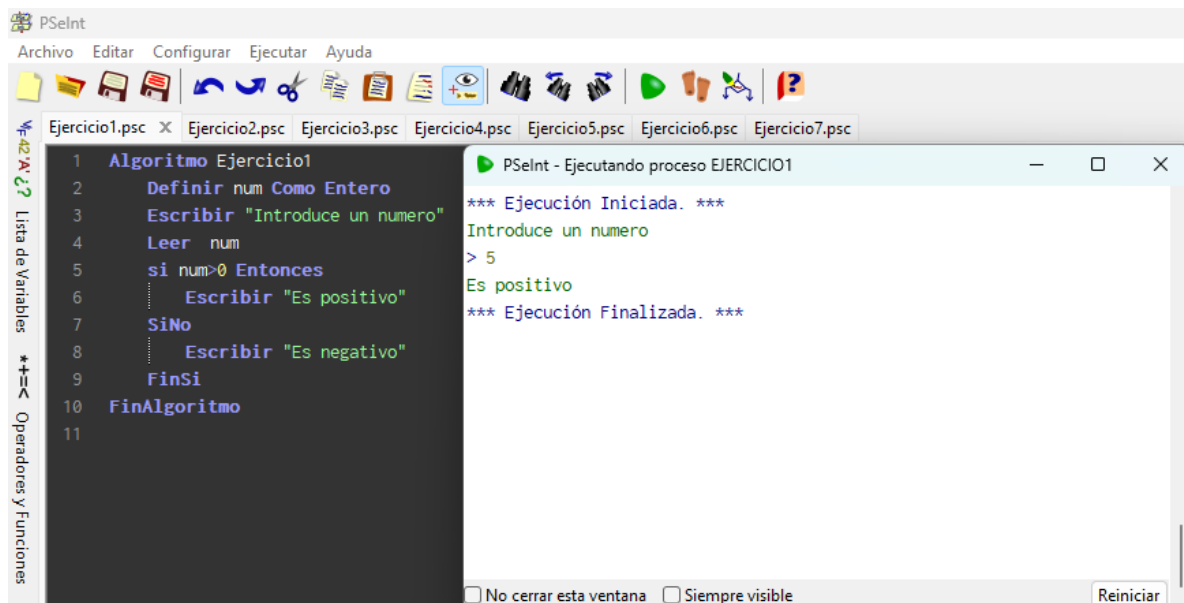 PSeInt
Archivo Editar Configurar Ejecutar Ayuda
Ejercicio1.psc X Ejercicio2.psc Ejercicio3.psc Ejercicio4.psc Ejercicio5.psc Ejercicio6.psc Ejercicio7.psc
42 'A' ¿? Lista de Variables
*+=< Operadores y Funciones
1 Algoritmo Ejercicio1
2 Definir num Como Entero
3 Escribir "Introduce un numero"
4 Leer num
5 si num>0 Entonces
6 Escribir "Es positivo"
7 SiNo
8 Escribir "Es negativo"
9 FinSi
10 FinAlgoritmo
11
PSeInt - Ejecutando proceso EJERCICIO1
*** Ejecución Iniciada. ***
Introduce un numero
> 5
Es positivo
*** Ejecución Finalizada. ***
No cerrar esta ventana Siempre visible Reiniciar